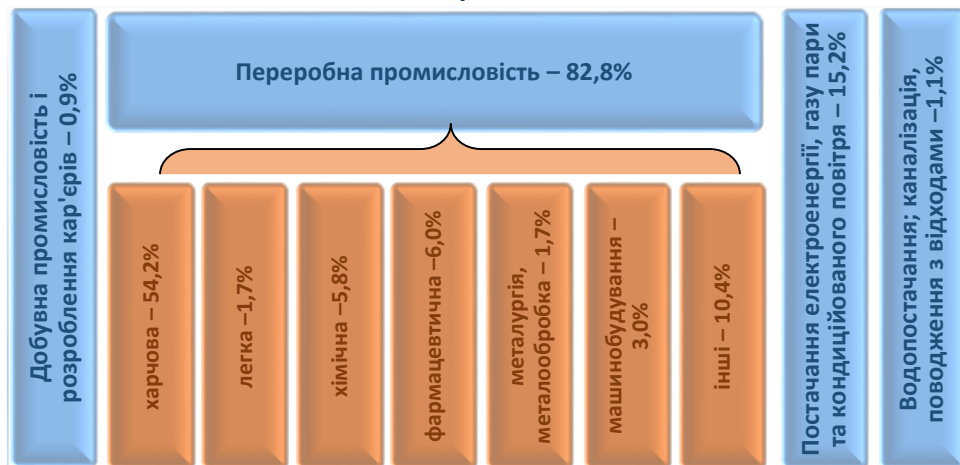 Добувна промисловість і
розроблення кар'єрів – 0,9%
Переробна промисловість – 82,8%
харчова – 54,2%
легка –1,7%
хімічна –5,8%
фармацевтична –6,0%
металургія,
металообробка – 1,7%
машинобудування –
3,0%
інші – 10,4%
Постачання електроенергії, газу пари
та кондиційованого повітря – 15,2%
Водопостачання; каналізація,
поводження з відходами –1,1%